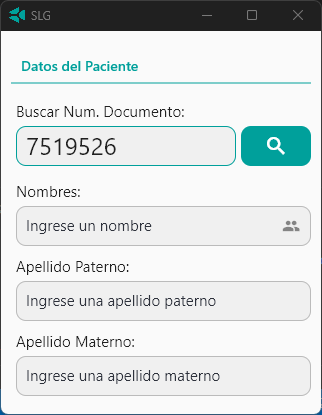 SLG
Datos del Paciente
Buscar Num. Documento:
7519526
Nombres:
Ingrese un nombre
Apellido Paterno:
Ingrese una apellido paterno
Apellido Materno:
Ingrese una apellido materno